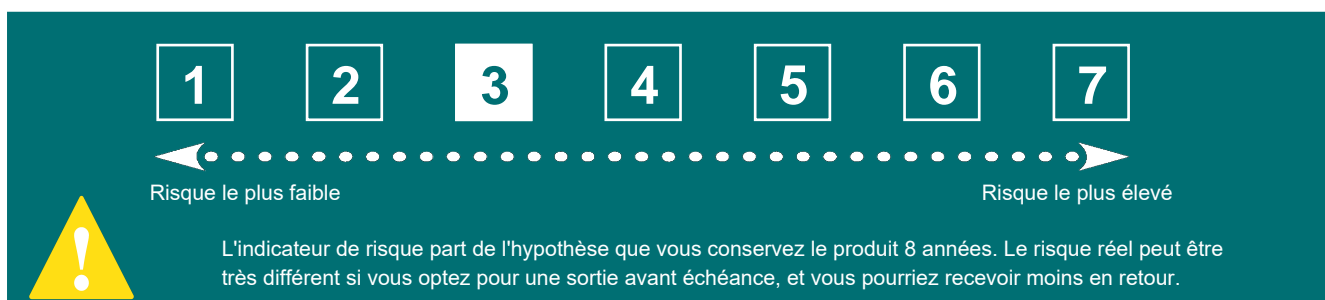 1 2 3 4 5 6 7
Risque le plus faible Risque le plus élevé
!
L'indicateur de risque part de l'hypothèse que vous conservez le produit 8 années. Le risque réel peut être
très différent si vous optez pour une sortie avant échéance, et vous pourriez recevoir moins en retour.